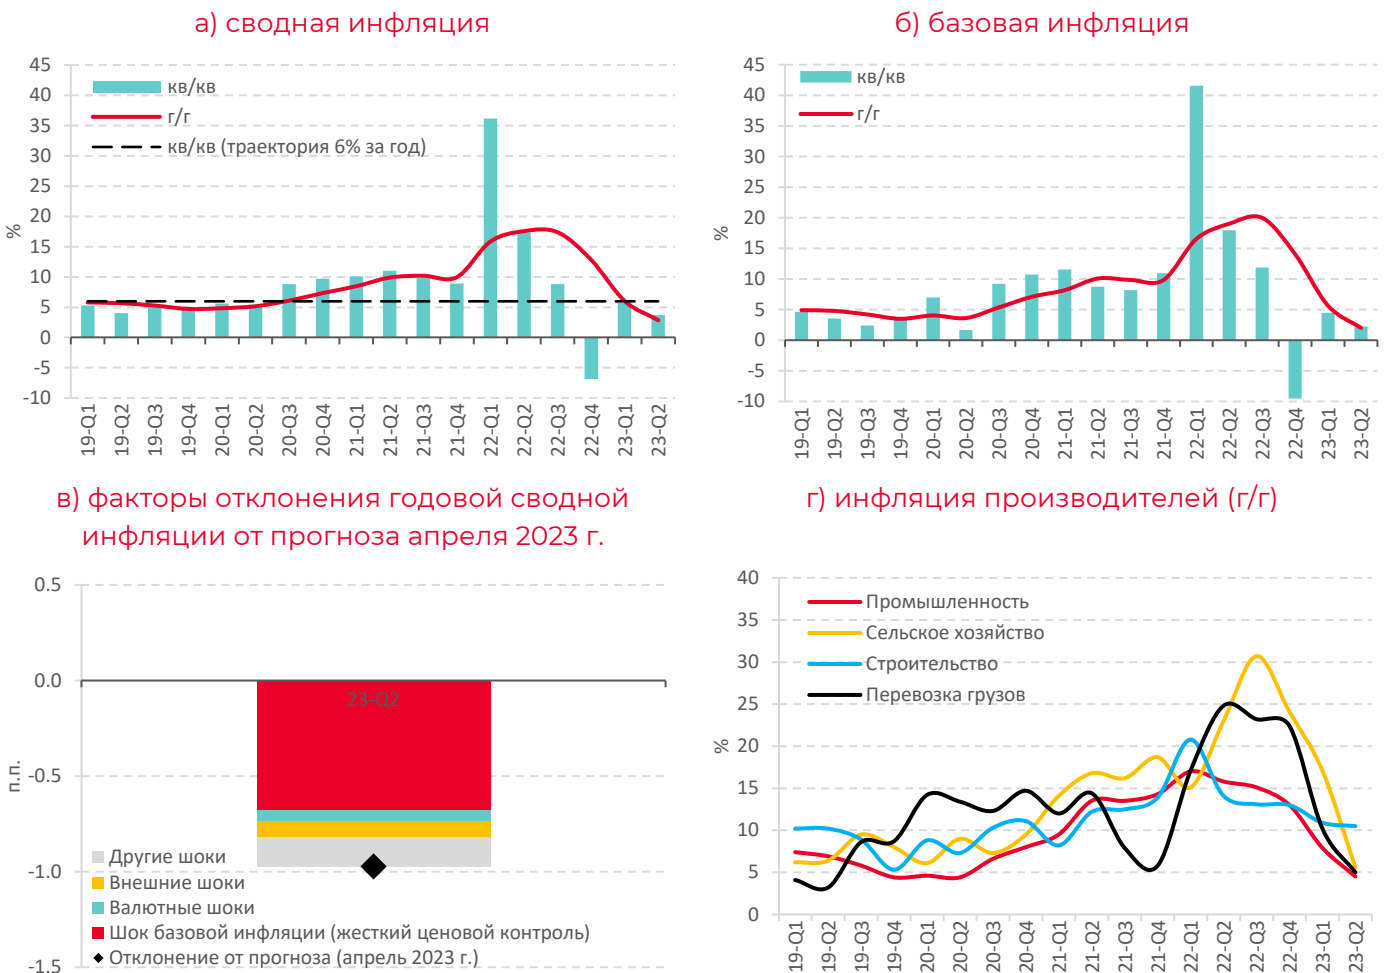 а) сводная инфляция
45
40
35
30
25
20
15
10
5
0
-5
-10
%
кв/кв
г/г
кв/кв (траектория 6% за год)
19-Q1
19-Q2
19-Q3
19-Q4
20-Q1
20-Q2
20-Q3
20-Q4
21-Q1
21-Q2
21-Q3
21-Q4
22-Q1
22-Q2
22-Q3
22-Q4
23-Q1
23-Q2
б) базовая инфляция
45
40
35
30
25
20
15
10
5
0
-5
-10
%
кв/кв
г/г
19-Q1
19-Q2
19-Q3
19-Q4
20-Q1
20-Q2
20-Q3
20-Q4
21-Q1
21-Q2
21-Q3
21-Q4
22-Q1
22-Q2
22-Q3
22-Q4
23-Q1
23-Q2
в) факторы отклонения годовой сводной
инфляции от прогноза апреля 2023 г.
0.5
0.0
-0.5
-1.0
-1.5
п.п.
23-Q2
Другие шоки
Внешние шоки
Валютные шоки
Шок базовой инфляции (жесткий ценовой контроль)
Отклонение от прогноза (апрель 2023 г.)
г) инфляция производителей (г/г)
40
35
30
25
20
15
10
5
0
%
Промышленность
Сельское хозяйство
Строительство
Перевозка грузов
19-Q1
19-Q2
19-Q3
19-Q4
20-Q1
20-Q2
20-Q3
20-Q4
21-Q1
21-Q2
21-Q3
21-Q4
22-Q1
22-Q2
22-Q3
22-Q4
23-Q1
23-Q2